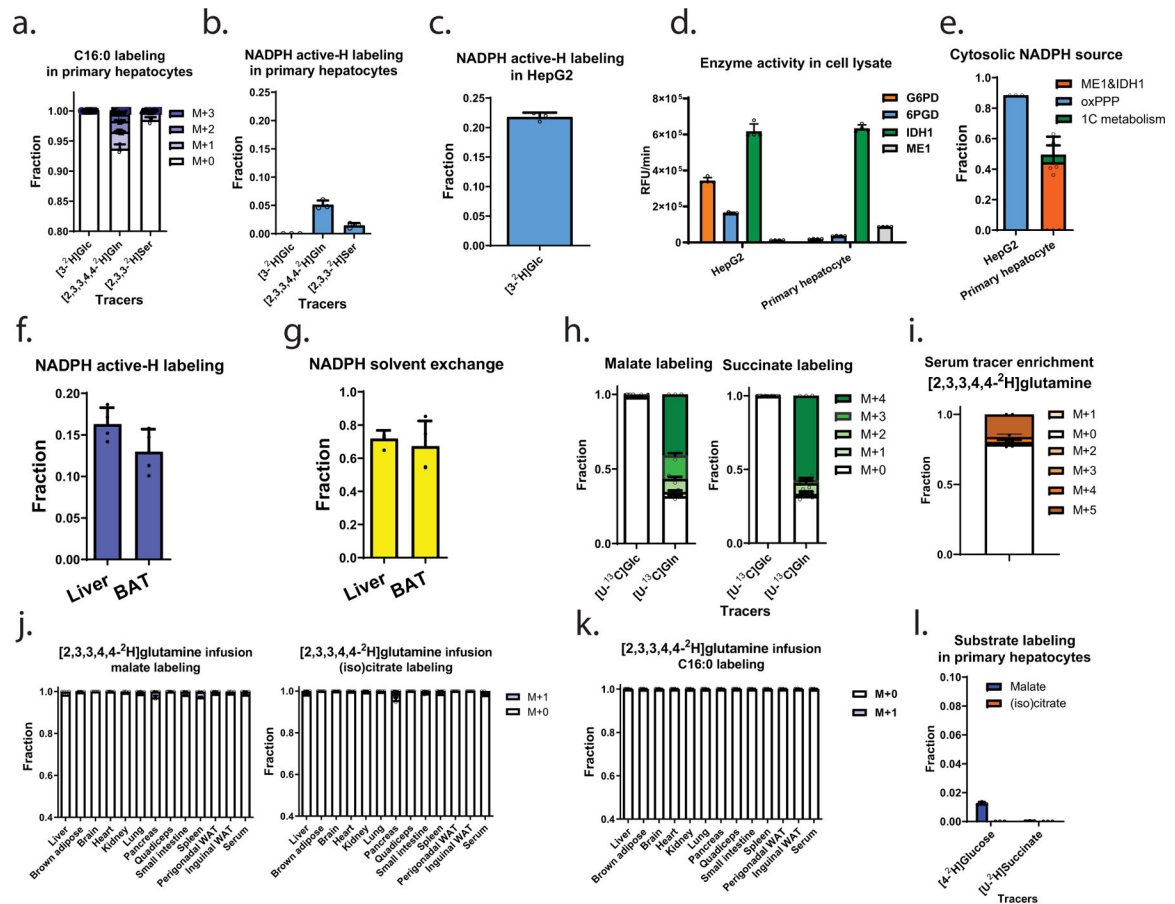 a.
C16:0 labeling
in primary hepatocytes
Fraction
1.00
0.95
0.90
0.85
0.80
M+3
M+2
M+1
M+0
[3-²H]Glc
[2,3,3,4,4-²H]Gln
[2,3,3-²H]Ser
Tracers
b.
NADPH active-H labeling
in primary hepatocytes
Fraction
0.25
0.20
0.15
0.10
0.05
0.00
[3-²H]Glc
[2,3,3,4,4-²H]Gln
[2,3,3-²H]Ser
Tracers
c.
NADPH active-H labeling
in HepG2
Fraction
0.25
0.20
0.15
0.10
0.05
0.00
[3-²H]Glc
d.
Enzyme activity in cell lysate
RFU/min
8×10⁵
6×10⁵
4×10⁵
2×10⁵
0
G6PD
6PGD
IDH1
ME1
HepG2
Primary hepatocyte
e.
Cytosolic NADPH source
Fraction
1.0
0.8
0.6
0.4
0.2
0.0
ME1&IDH1
oxPPP
1C metabolism
HepG2
Primary hepatocyte
f.
NADPH active-H labeling
Fraction
0.20
0.15
0.10
0.05
0.00
Liver
BAT
g.
NADPH solvent exchange
Fraction
1.0
0.8
0.6
0.4
0.2
0.0
Liver
BAT
h.
Malate labeling
Fraction
1.0
0.5
0.0
[U-¹³C]Glc
[U-¹³C]Gln
Succinate labeling
1.0
0.5
0.0
[U-¹³C]Glc
[U-¹³C]Gln
M+4
M+3
M+2
M+1
M+0
Tracers
i.
Serum tracer enrichment
[2,3,3,4,4-²H]glutamine
Fraction
1.0
0.5
0.0
M+1
M+0
M+2
M+3
M+4
M+5
j.
[2,3,3,4,4-²H]glutamine infusion
malate labeling
Fraction
1.0
0.8
0.6
0.4
Liver
Brown adipose
Brain
Heart
Kidney
Lung
Pancreas
Quadiceps
Small intestine
Spleen
Perigonadal WAT
Inguinal WAT
Serum
[2,3,3,4,4-²H]glutamine infusion
(iso)citrate labeling
Fraction
1.0
0.8
0.6
0.4
M+1
M+0
Liver
Brown adipose
Brain
Heart
Kidney
Lung
Pancreas
Quadiceps
Small intestine
Spleen
Perigonadal WAT
Inguinal WAT
Serum
k.
[2,3,3,4,4-²H]glutamine infusion
C16:0 labeling
Fraction
1.0
0.8
0.6
0.4
M+0
M+1
Liver
Brown adipose
Brain
Heart
Kidney
Lung
Pancreas
Quadiceps
Small intestine
Spleen
Perigonadal WAT
Inguinal WAT
Serum
l.
Substrate labeling
in primary hepatocytes
Fraction
0.10
0.08
0.06
0.04
0.02
0.00
Malate
(iso)citrate
[4-²H]Glucose
[U-²H]Succinate
Tracers